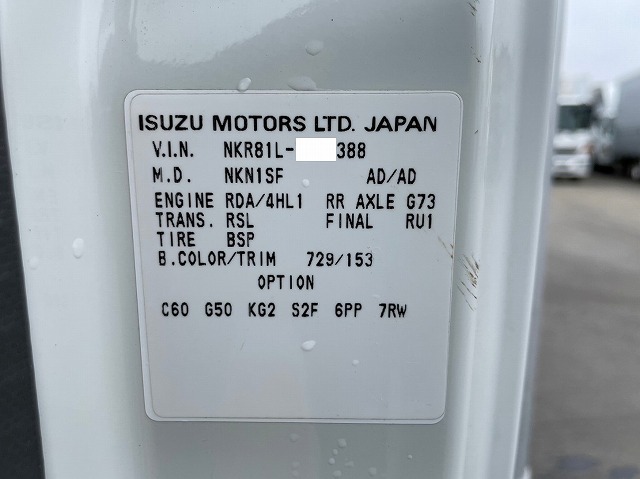 ISUZU MOTORS LTD. JAPAN
V.I.N. NKR81L- 388
M.D. NKN1SF AD/AD
ENGINE RDA/4HL1 RR AXLE G73
TRANS. RSL FINAL RU1
TIRE BSP
B.COLOR/TRIM 729/153
OPTION
C60 G50 KG2 S2F 6PP 7RW